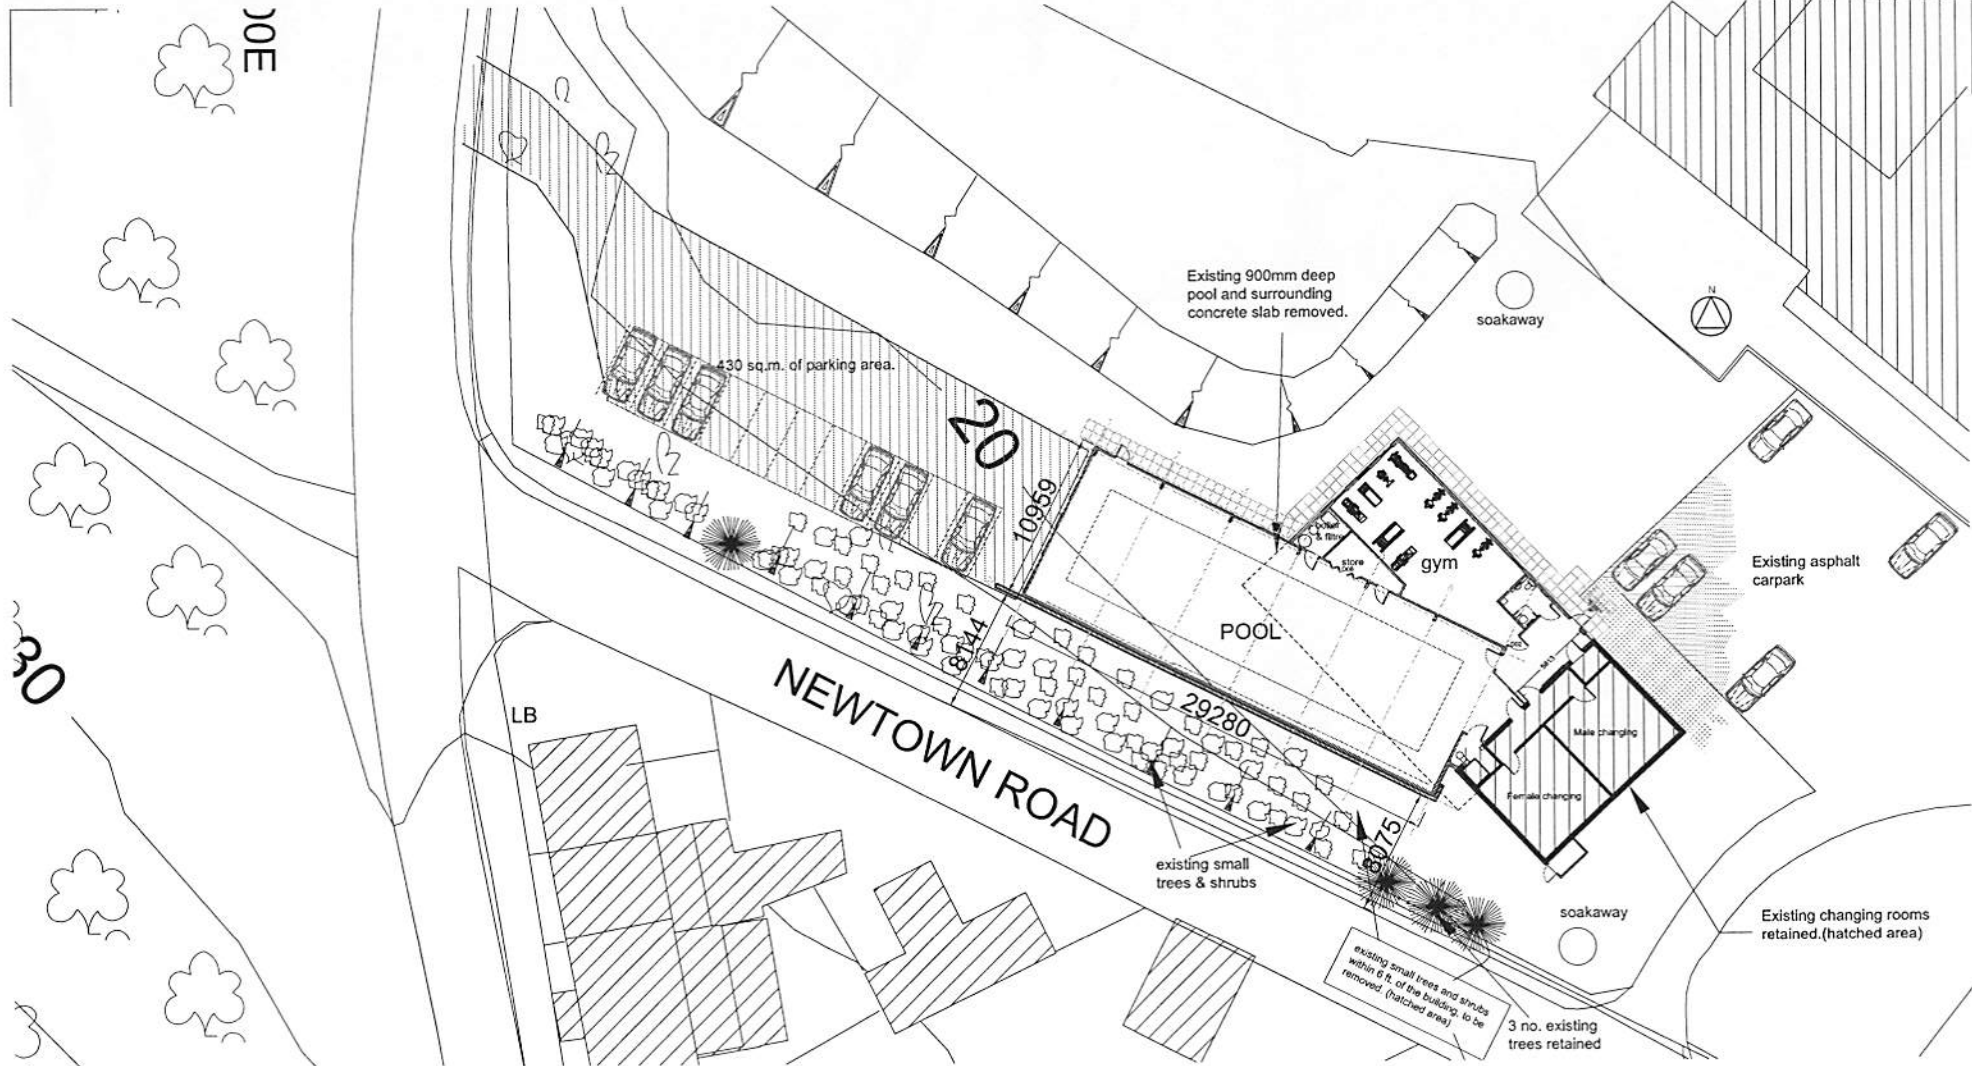 00E
Existing 900mm deep
pool and surrounding
concrete slab removed.
soakaway
N
430 sq.m. of parking area.
20
10959
store
gym
Existing asphalt
carpark
POOL
8144
29280
30
NEWTOWN ROAD
LB
Male changing
Female changing
8075
existing small
trees & shrubs
soakaway
Existing changing rooms
retained.(hatched area)
existing small trees and shrubs
within 6 ft. of the building, to be
removed. (hatched area)
3 no. existing
trees retained